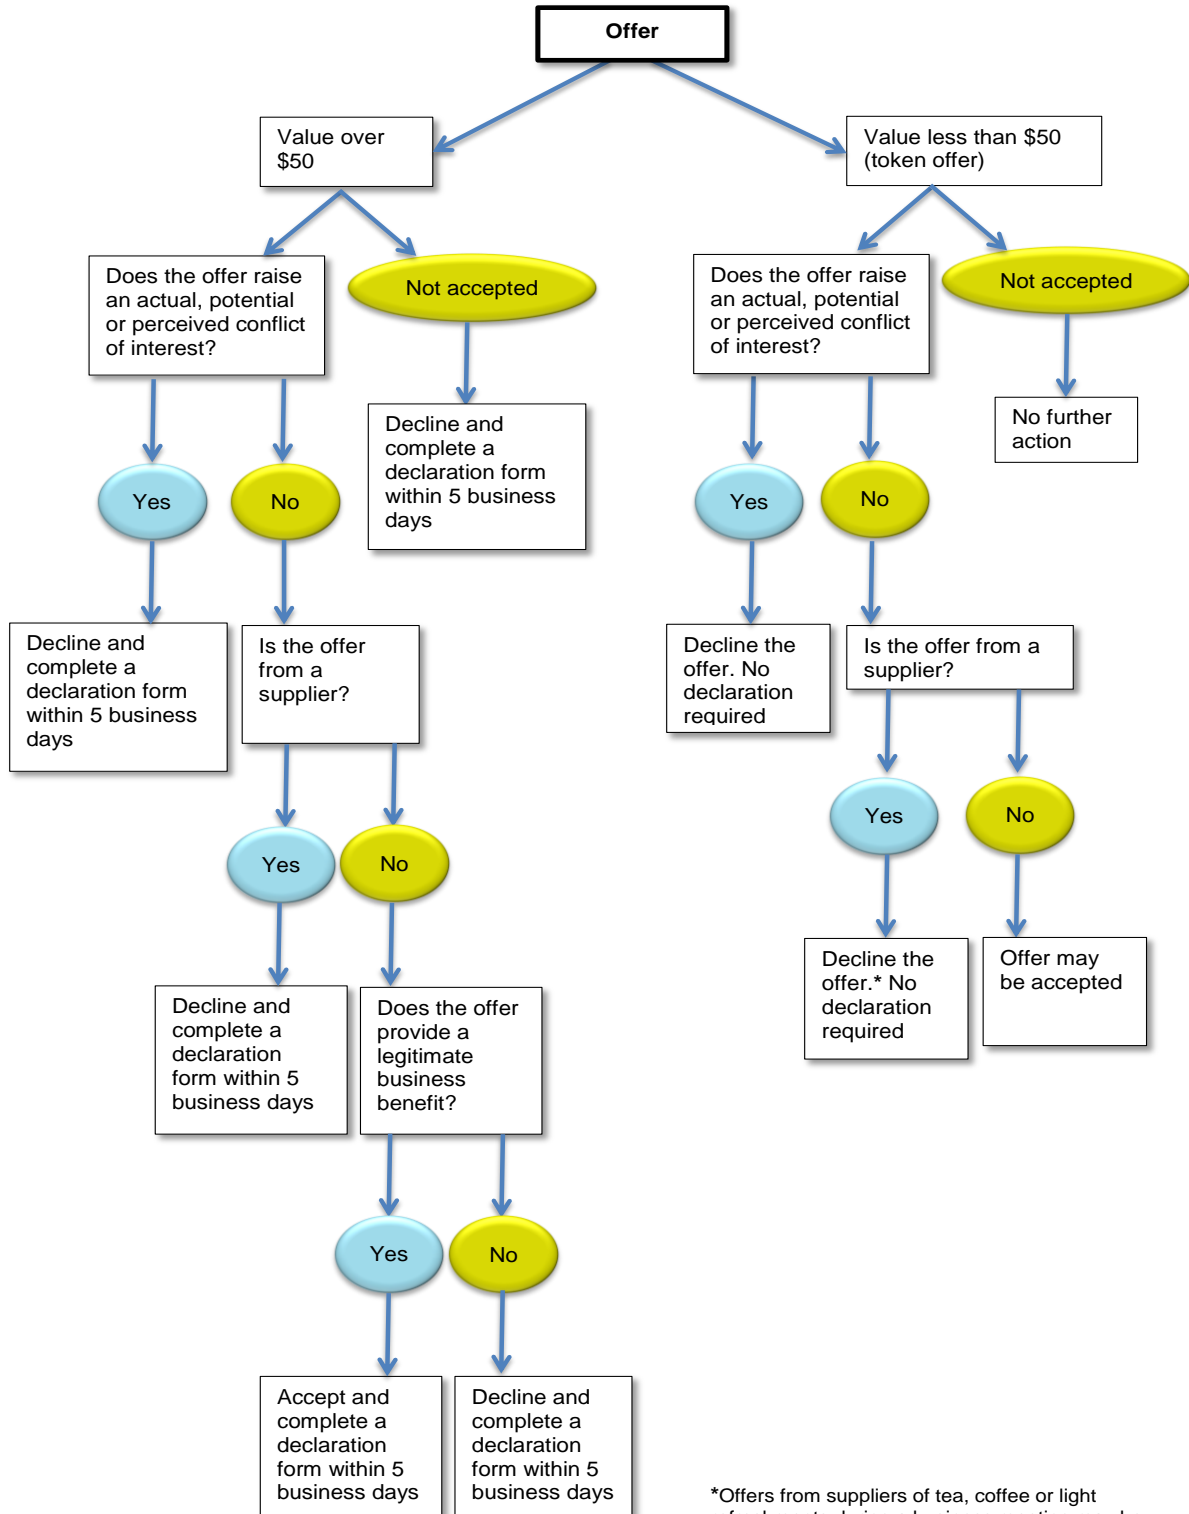 Offer
Value over
$50
Value less than $50
(token offer)
Does the offer raise
an actual, potential
or perceived conflict
of interest?
Not accepted
Does the offer raise
an actual, potential
or perceived conflict
of interest?
Not accepted
Decline and
complete a
declaration form
within 5 business
days
No further
action
Yes
No
Yes
No
Decline and
complete a
declaration form
within 5 business
days
Is the offer
from a
supplier?
Decline the
offer. No
declaration
required
Is the offer from a
supplier?
Yes
No
Yes
No
Decline the
offer.* No
declaration
required
Offer may
be accepted
Decline and
complete a
declaration
form within 5
business days
Does the offer
provide a
legitimate
business
benefit?
Yes
No
Accept and
complete a
declaration
form within 5
business days
Decline and
complete a
declaration
form within 5
business days
*Offers from suppliers of tea, coffee or light